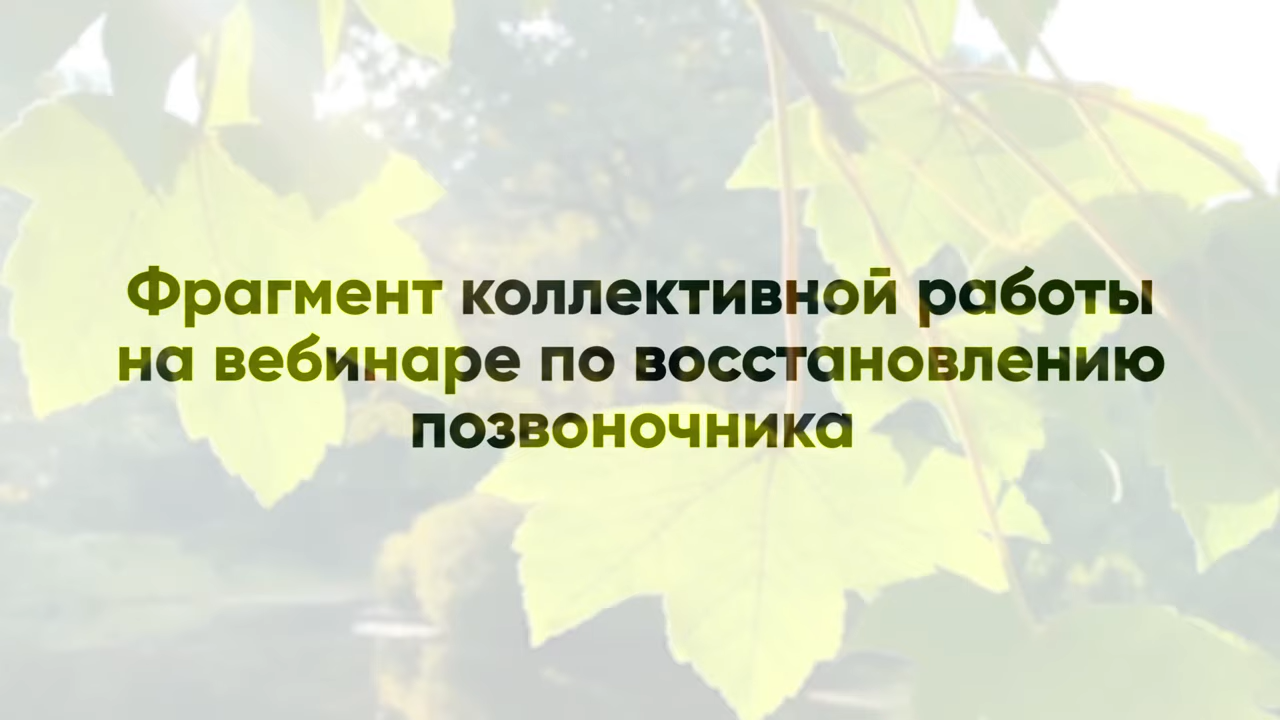 Фрагмент коллективной работы
на вебинаре по восстановлению
позвоночника